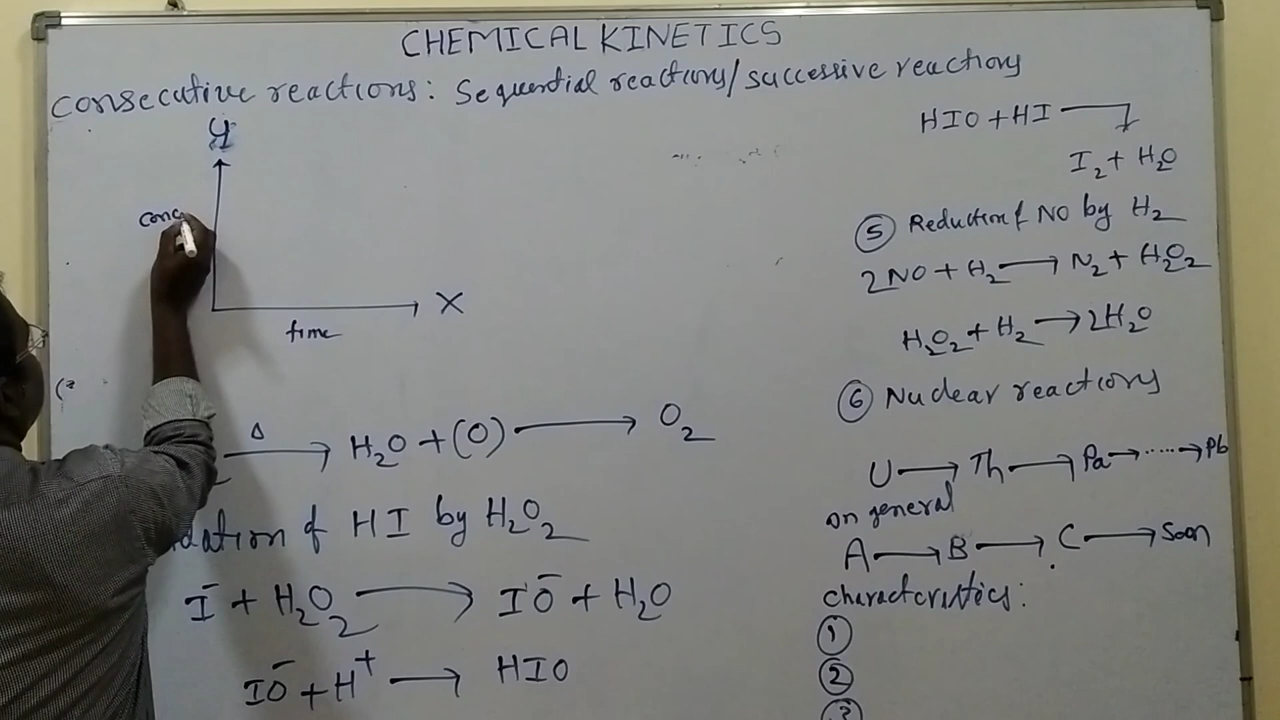 CHEMICAL KINETICS
Consecutive reactions: Sequential reactions/successive reactions
Y
conc
time
X
Δ
⟶ H₂O + (O) ⟶ O₂
dation of HI by H₂O₂
I⁻ + H₂O₂ ⟶ IO⁻ + H₂O
IO⁻ + H⁺ ⟶ HIO
HIO + HI ⟶
I₂ + H₂O
⑤ Reduction of NO by H₂
2NO + H₂ ⟶ N₂ + H₂O₂
H₂O₂ + H₂ ⟶ 2H₂O
⑥ Nuclear reactions
U ⟶ Th ⟶ Pa ⟶ ..... ⟶ Pb
on general
A ⟶ B ⟶ C ⟶ Soon
characteristics:
①
②
③